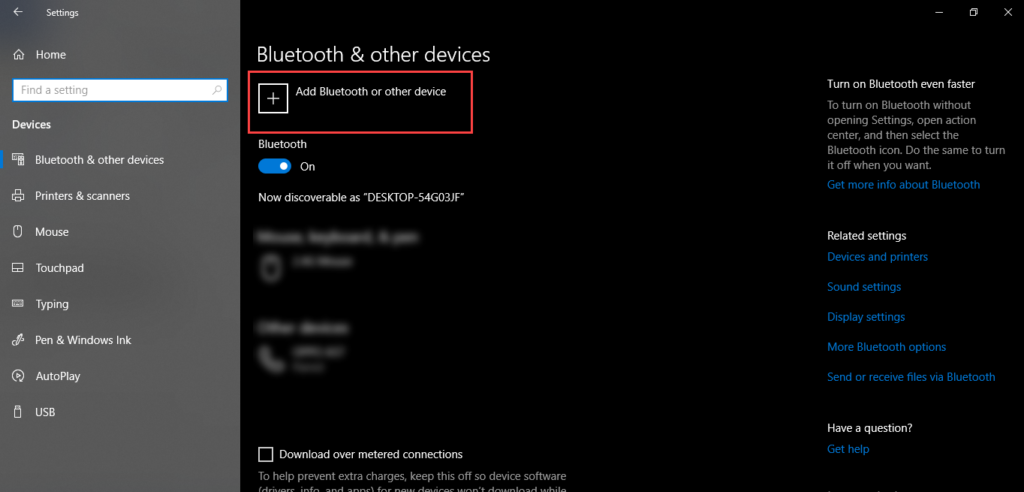 Settings
Home
Find a setting
Devices
Bluetooth & other devices
Printers & scanners
Mouse
Touchpad
Typing
Pen & Windows Ink
AutoPlay
USB
Bluetooth & other devices
Add Bluetooth or other device
Bluetooth
On
Now discoverable as "DESKTOP-54G03JF"
Mouse, keyboard, & pen
Other devices
Download over metered connections
To help prevent extra charges, keep this off so device software
(drivers, info, and apps) for new devices won't download while
Turn on Bluetooth even faster
To turn on Bluetooth without
opening Settings, open action
center, and then select the
Bluetooth icon. Do the same to turn
it off when you want.
Get more info about Bluetooth
Related settings
Devices and printers
Sound settings
Display settings
More Bluetooth options
Send or receive files via Bluetooth
Have a question?
Get help